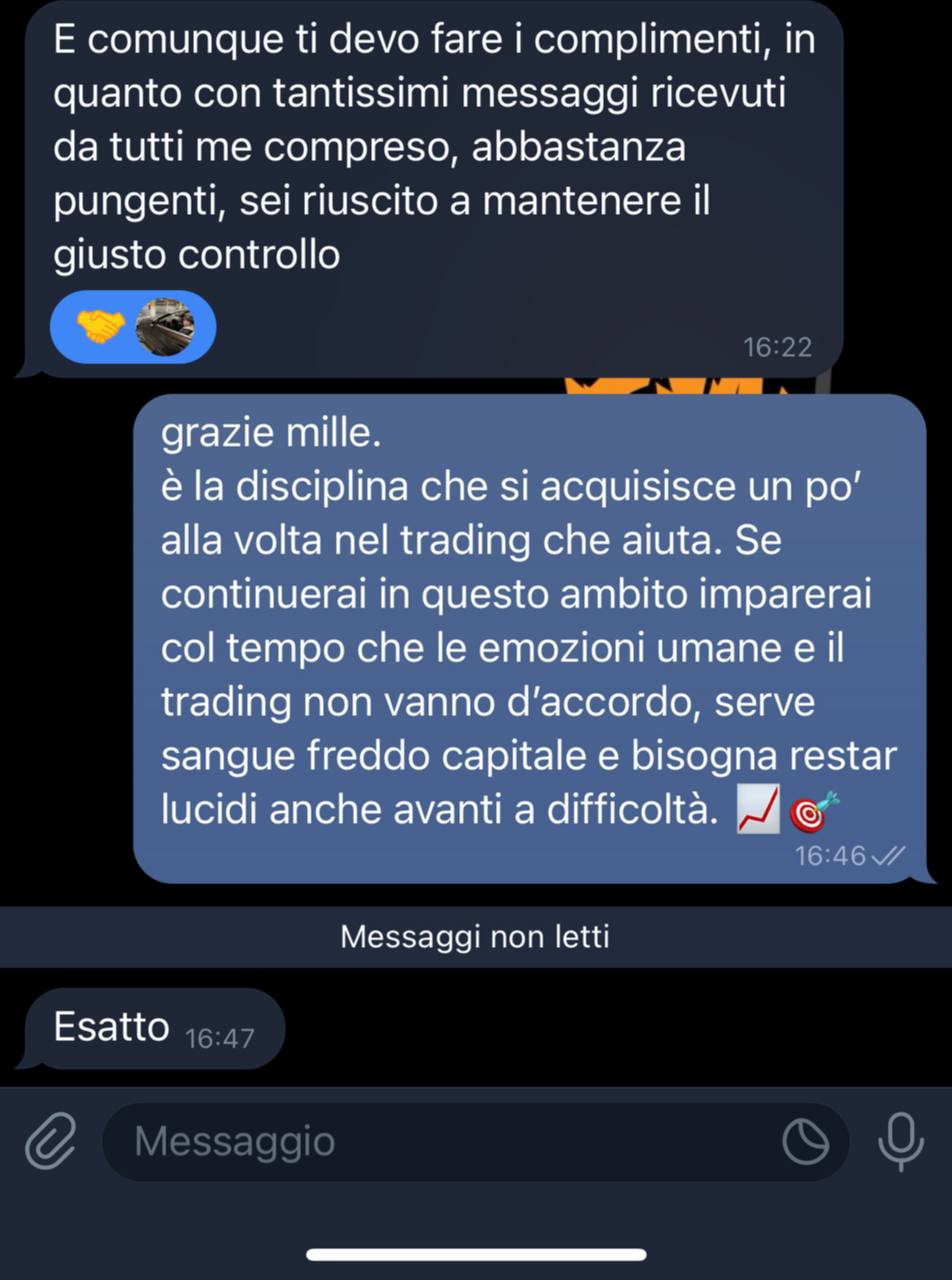 E comunque ti devo fare i complimenti, in
quanto con tantissimi messaggi ricevuti
da tutti me compreso, abbastanza
pungenti, sei riuscito a mantenere il
giusto controllo
16:22
grazie mille.
è la disciplina che si acquisisce un po’
alla volta nel trading che aiuta. Se
continuerai in questo ambito imparerai
col tempo che le emozioni umane e il
trading non vanno d’accordo, serve
sangue freddo capitale e bisogna restar
lucidi anche avanti a difficoltà. 📈🎯
16:46
Messaggi non letti
Esatto 16:47
Messaggio